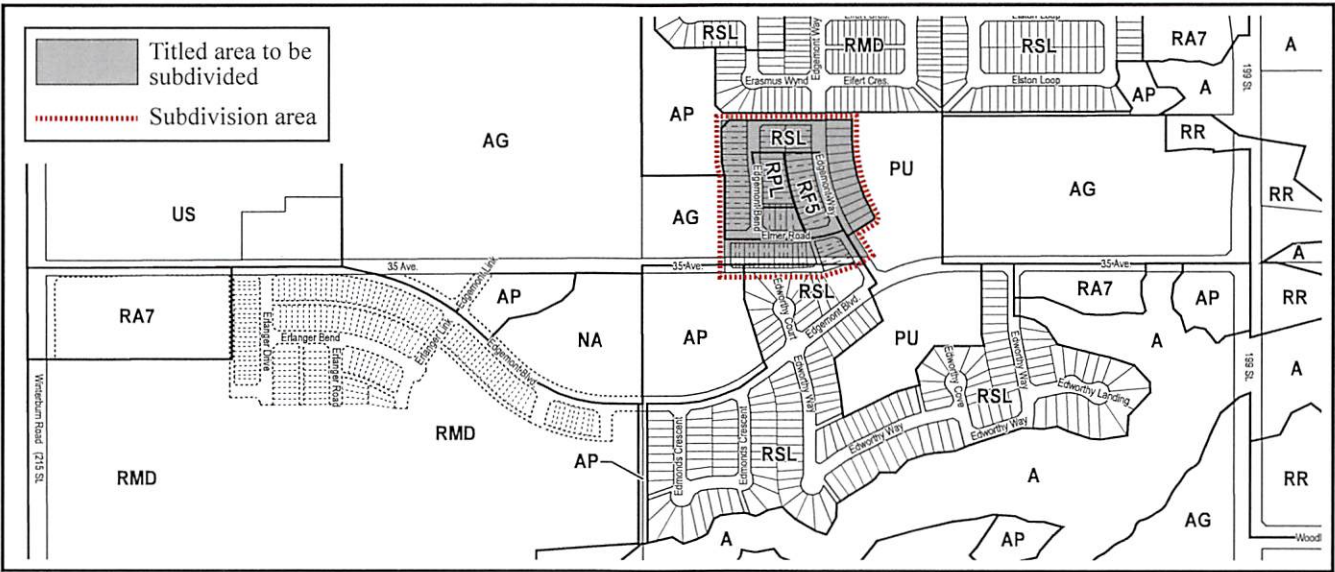 Titled area to be
subdivided
Subdivision area
RSL
Edgemont Way
RMD
Elston Loop
RSL
RA7
A
Erasmus Wynd
Eifert Cres.
Elston Loop
AP
A
199 St.
AP
AG
RSL
RR
PU
AG
US
AG
RPL
RF5
Edgemont Way
Edgemont Bend
Elmer Road
RR
A
35 Ave.
35 Ave.
35 Ave.
Edgemont Link
RA7
AP
NA
AP
RSL
Edworthy Court
Edgemont Blvd.
PU
RA7
AP
RR
A
Erlanger Drive
Erlanger Bend
Erlanger Road
Erlanger Link
Edgemont Blvd.
Edworthy Way
Edworthy Cove
RSL
Edworthy Way
Edworthy Landing
199 St.
A
Winterburn Road (215 St.
RMD
RMD
AP
Edmonds Crescent
Edmonds Crescent
RSL
Edworthy Way
Edworthy Way
A
RR
AG
A
AP
Woodl